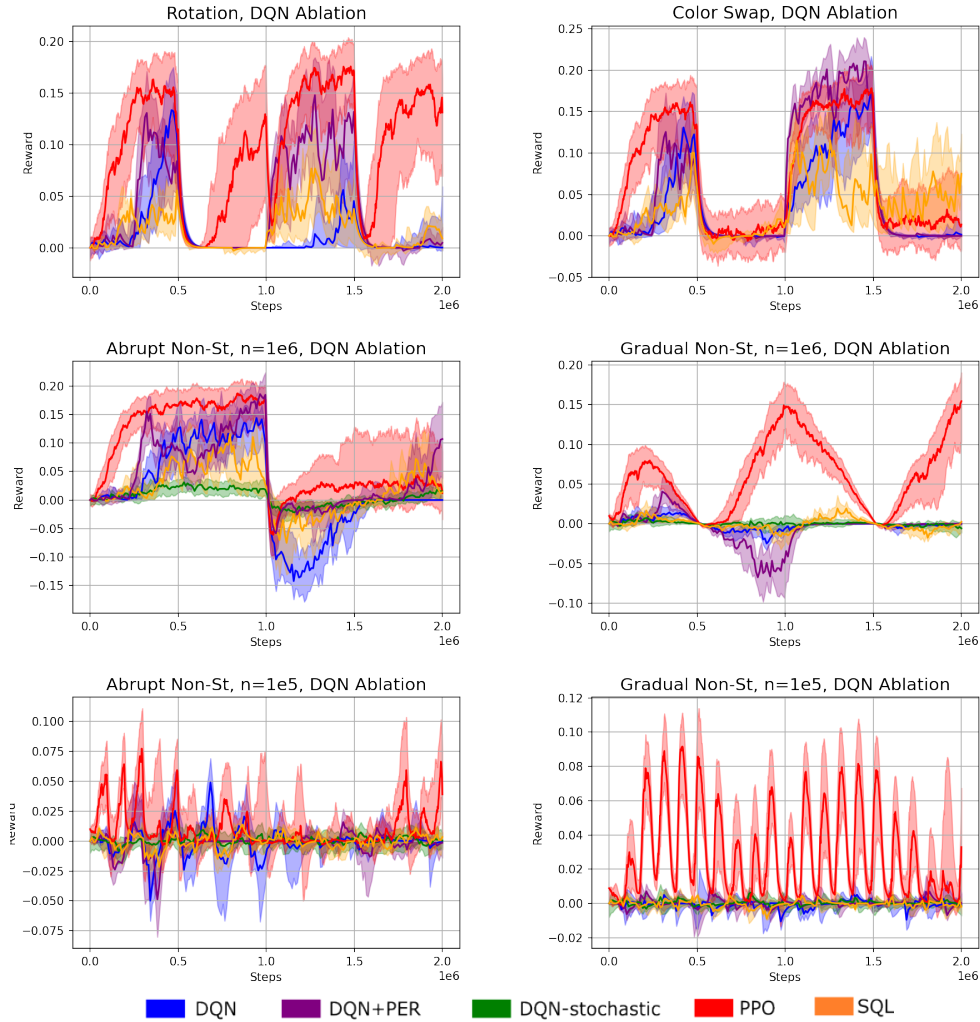 Rotation, DQN Ablation
Reward
0.20
0.15
0.10
0.05
0.00
0.0 0.5 1.0 1.5 2.0
Steps
1e6
Color Swap, DQN Ablation
Reward
0.25
0.20
0.15
0.10
0.05
0.00
−0.05
0.0 0.5 1.0 1.5 2.0
Steps
1e6
Abrupt Non-St, n=1e6, DQN Ablation
Reward
0.20
0.15
0.10
0.05
0.00
−0.05
−0.10
−0.15
0.0 0.5 1.0 1.5 2.0
Steps
1e6
Gradual Non-St, n=1e6, DQN Ablation
Reward
0.20
0.15
0.10
0.05
0.00
−0.05
−0.10
0.0 0.5 1.0 1.5 2.0
Steps
1e6
Abrupt Non-St, n=1e5, DQN Ablation
Reward
0.100
0.075
0.050
0.025
0.000
−0.025
−0.050
−0.075
0.0 0.5 1.0 1.5 2.0
Steps
1e6
Gradual Non-St, n=1e5, DQN Ablation
Reward
0.12
0.10
0.08
0.06
0.04
0.02
0.00
−0.02
0.0 0.5 1.0 1.5 2.0
Steps
1e6
DQN DQN+PER DQN-stochastic PPO SQL